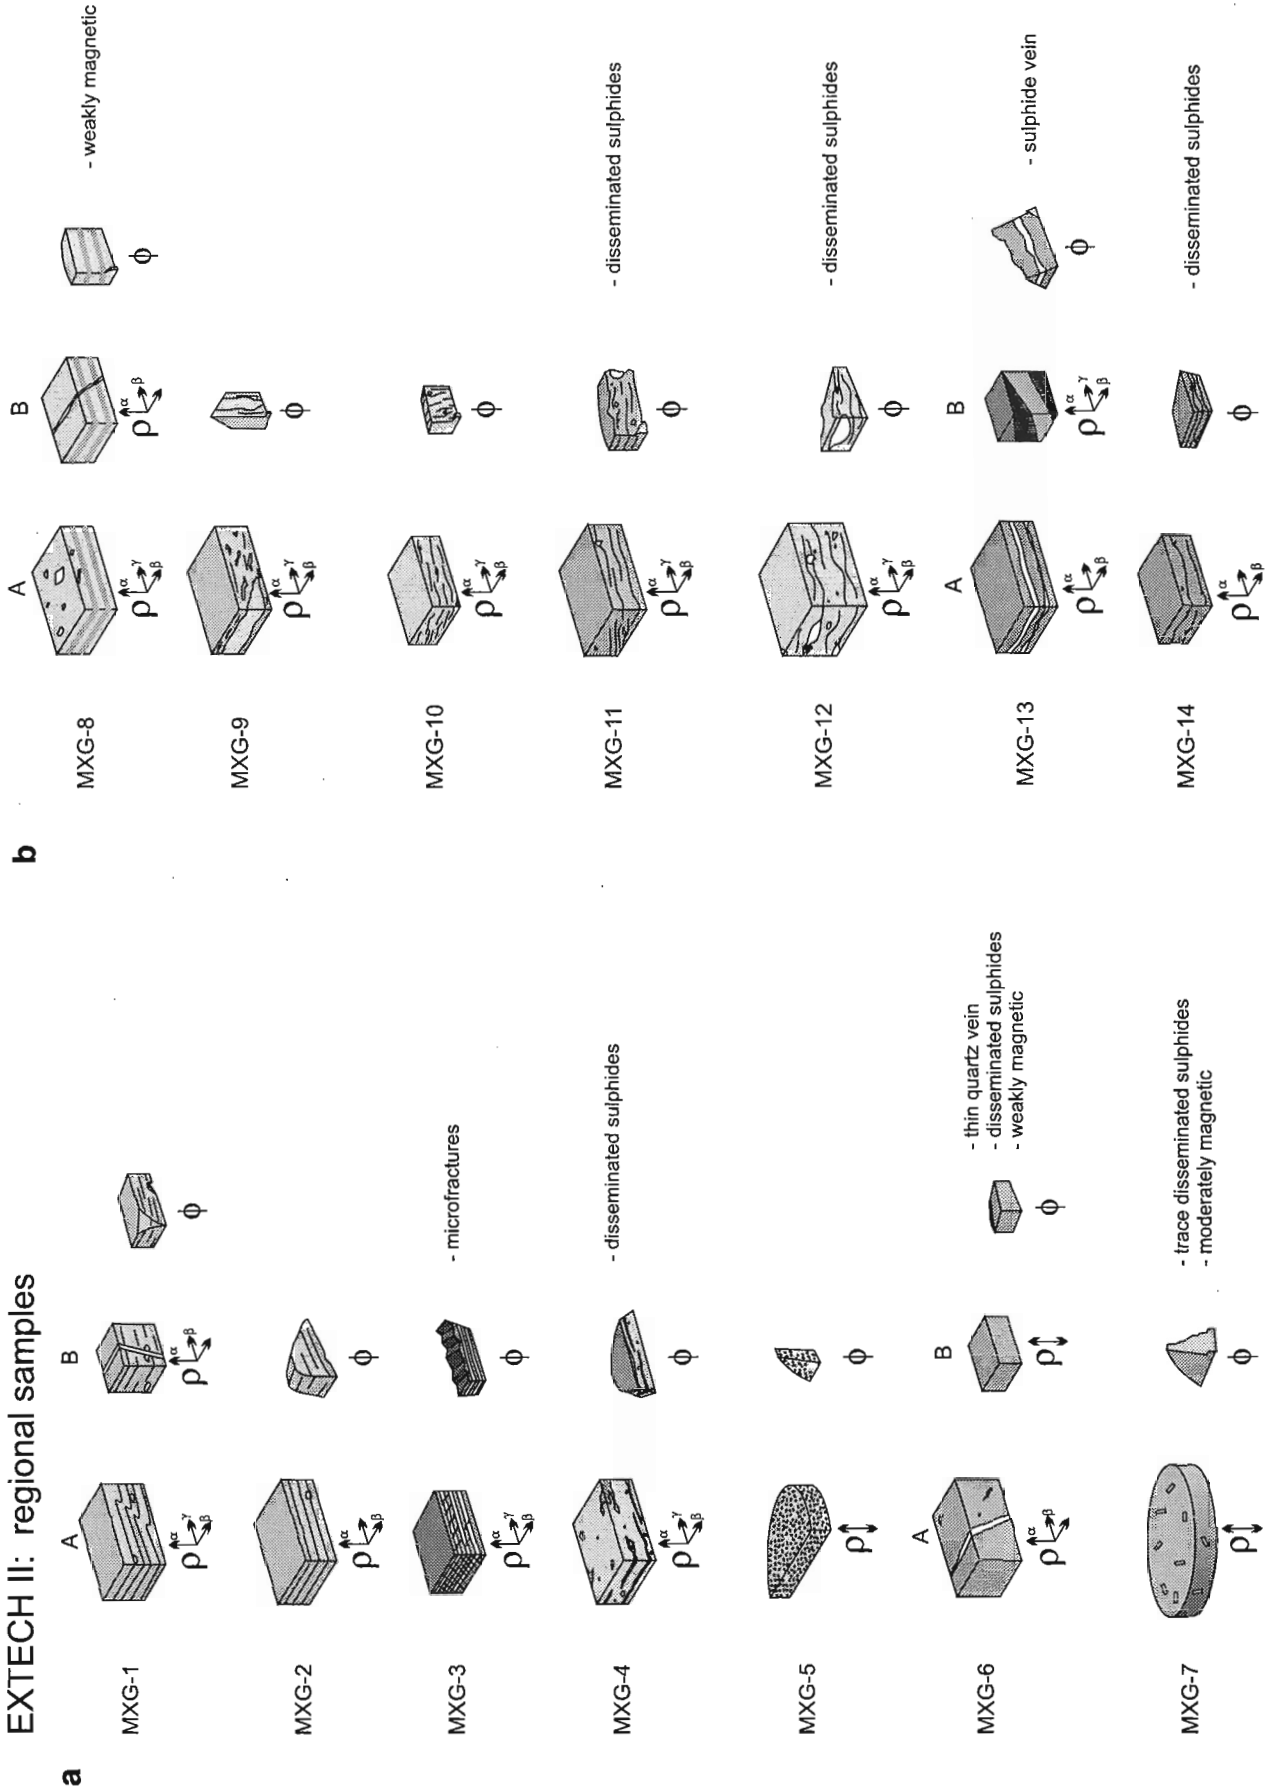 EXTECH II: regional samples
a
A
B
MXG-1
ρ α γ β
ρ α β
ϕ
MXG-2
ρ α β
ϕ
MXG-3
ρ α γ β
ϕ
- microfractures
MXG-4
ρ α γ β
ϕ
- disseminated sulphides
MXG-5
ρ
ϕ
A
B
MXG-6
ρ α β
ρ
ϕ
- thin quartz vein
- disseminated sulphides
- weakly magnetic
MXG-7
ρ
ϕ
- trace disseminated sulphides
- moderately magnetic
b
A
B
MXG-8
ρ α γ β
ρ α β
ϕ
- weakly magnetic
MXG-9
ρ α γ β
ϕ
MXG-10
ρ α γ β
ϕ
MXG-11
ρ α γ β
ϕ
- disseminated sulphides
MXG-12
ρ α γ β
ϕ
- disseminated sulphides
A
B
MXG-13
ρ α β
ρ α γ β
ϕ
- sulphide vein
MXG-14
ρ α β
ϕ
- disseminated sulphides